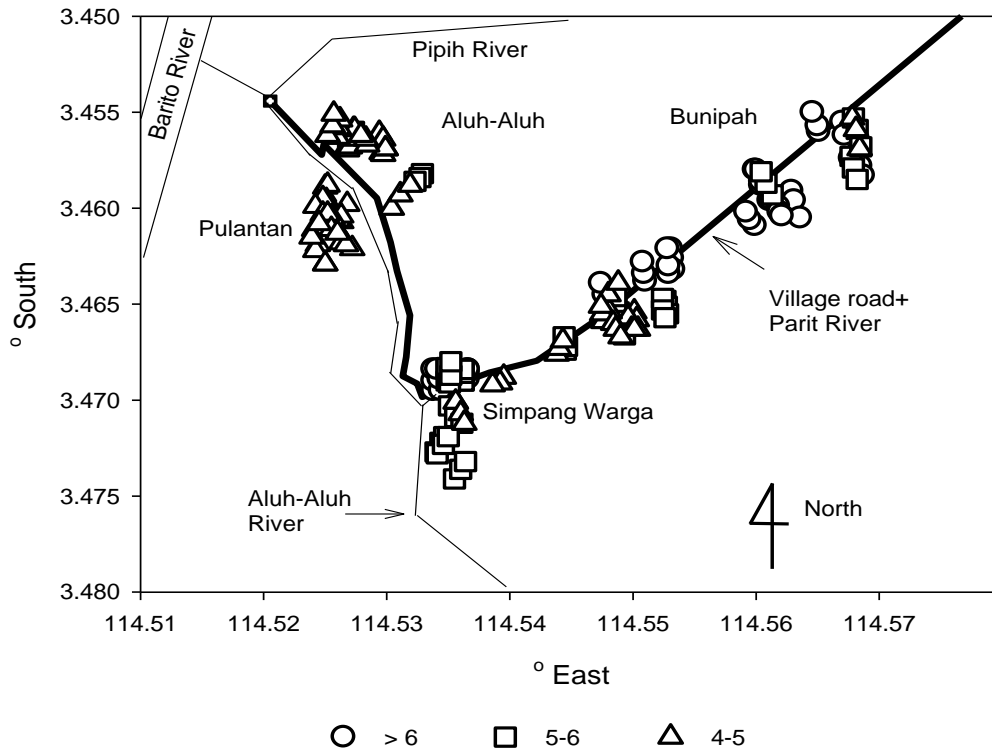 3.450
3.455
3.460
3.465
3.470
3.475
3.480
° South
Barito River
Pipih River
Aluh-Aluh
Bunipah
Pulantan
Village road+
Parit River
Simpang Warga
Aluh-Aluh
River
North
114.51 114.52 114.53 114.54 114.55 114.56 114.57
° East
> 6 5-6 4-5